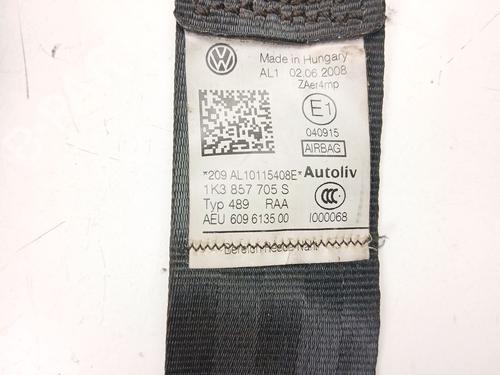 Made in Hungary
AL1 02.06.2008
ZAer4mp
E1
040915
AIRBAG
*209 AL10115408E* Autoliv
1K3 857 705 S
Typ 489 RAA
CCC
AEU 609 6135 00 I000068